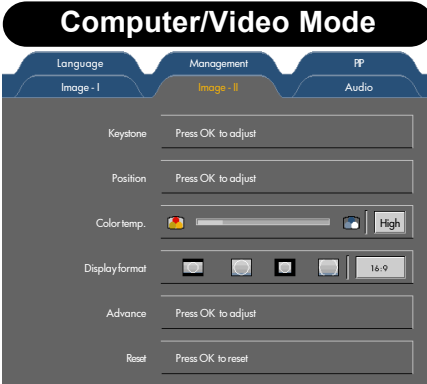 Computer/Video Mode
Language Management PIP
Image - I Image - II Audio
Keystone Press OK to adjust
Position Press OK to adjust
Color temp. High
Display format 16:9
Advance Press OK to adjust
Reset Press OK to reset